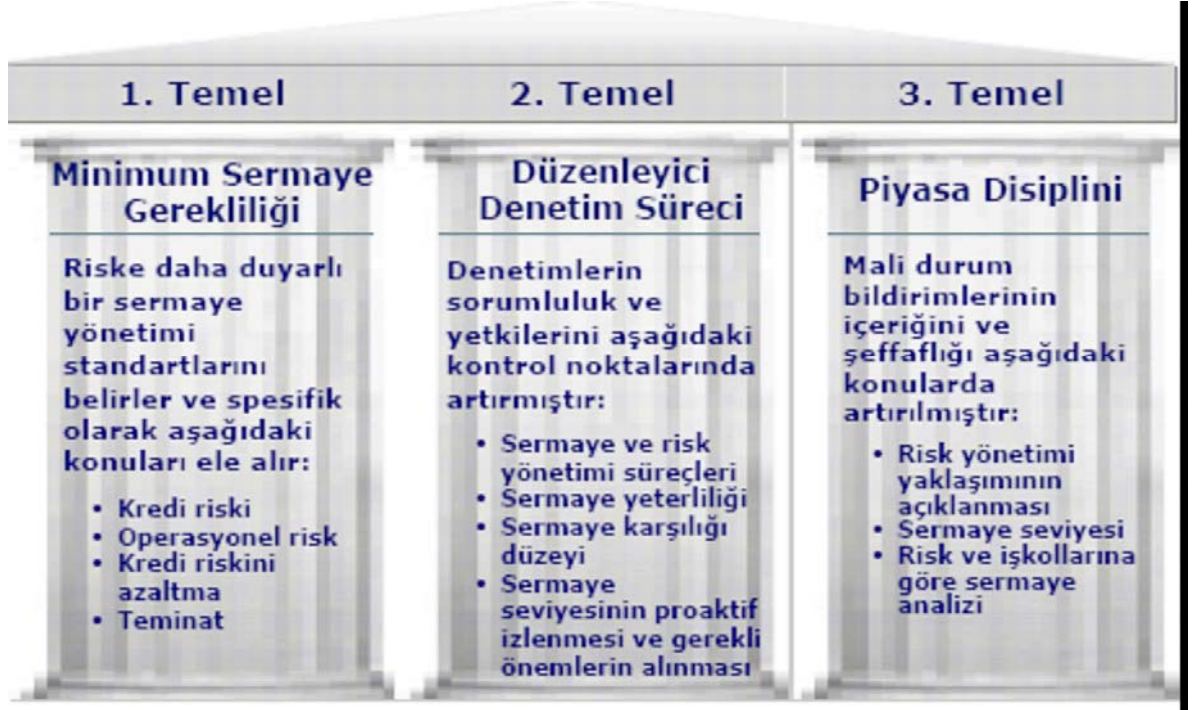 1. Temel
Minimum Sermaye
Gerekliliği
Riske daha duyarlı
bir sermaye
yönetimi
standartlarını
belirler ve spesifik
olarak aşağıdaki
konuları ele alır:
• Kredi riski
• Operasyonel risk
• Kredi riskini
azaltma
• Teminat
2. Temel
Düzenleyici
Denetim Süreci
Denetimlerin
sorumluluk ve
yetkilerini aşağıdaki
kontrol noktalarında
artırmıştır:
• Sermaye ve risk
yönetimi süreçleri
• Sermaye yeterliliği
• Sermaye karşılığı
düzeyi
• Sermaye
seviyesinin proaktif
izlenmesi ve gerekli
önemlerin alınması
3. Temel
Piyasa Disiplini
Mali durum
bildirimlerinin
içeriğini ve
şeffaflığı aşağıdaki
konularda
artırılmıştır:
• Risk yönetimi
yaklaşımının
açıklanması
• Sermaye seviyesi
• Risk ve işkollarına
göre sermaye
analizi